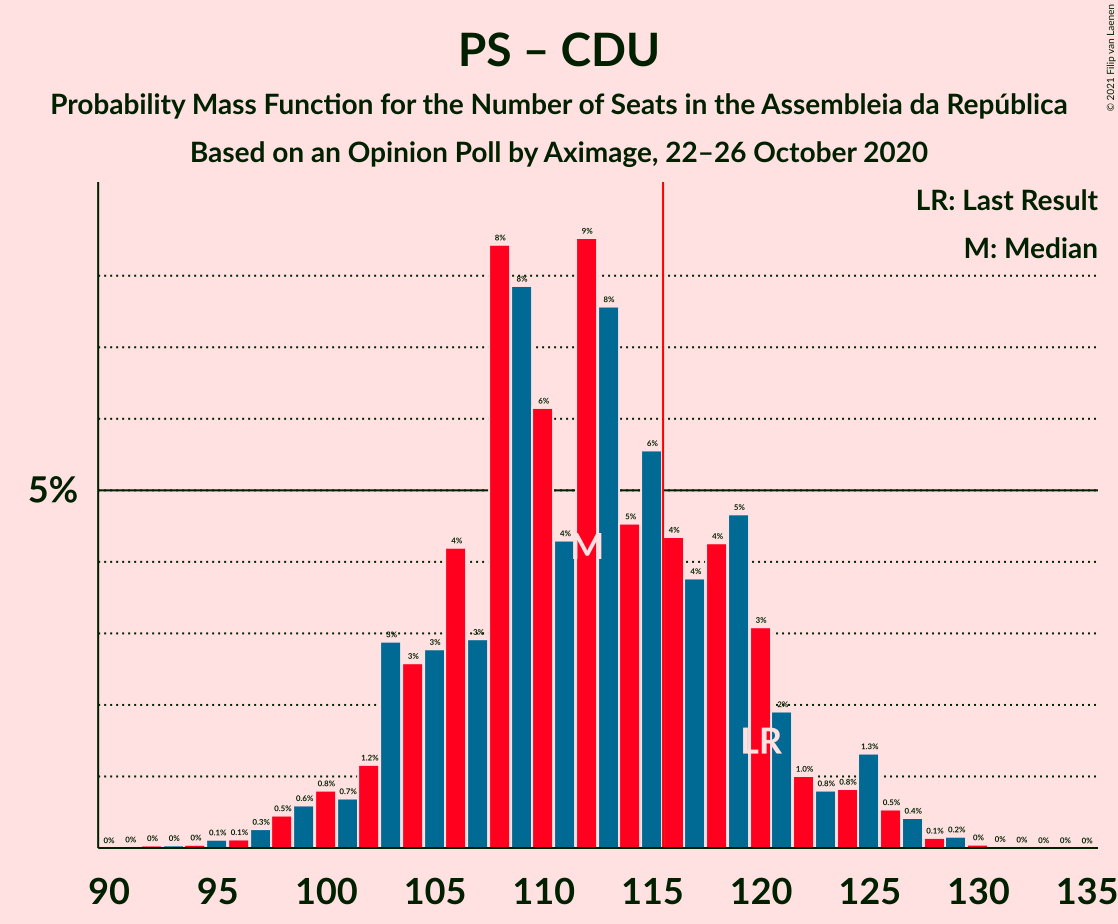 PS – CDU
Probability Mass Function for the Number of Seats in the Assembleia da República
Based on an Opinion Poll by Aximage, 22–26 October 2020
© 2021 Filip van Laenen
LR: Last Result
M: Median
5%
0% 0% 0% 0% 0% 0.1% 0.1% 0.3% 0.5% 0.6% 0.8% 0.7% 1.2% 3% 3% 3% 4% 3% 8% 8% 6% 4% 9% 8% 5% 6% 4% 4% 4% 5% 3% 2% 1.0% 0.8% 0.8% 1.3% 0.5% 0.4% 0.1% 0.2% 0% 0% 0% 0% 0% 0%
M
LR
90 95 100 105 110 115 120 125 130 135